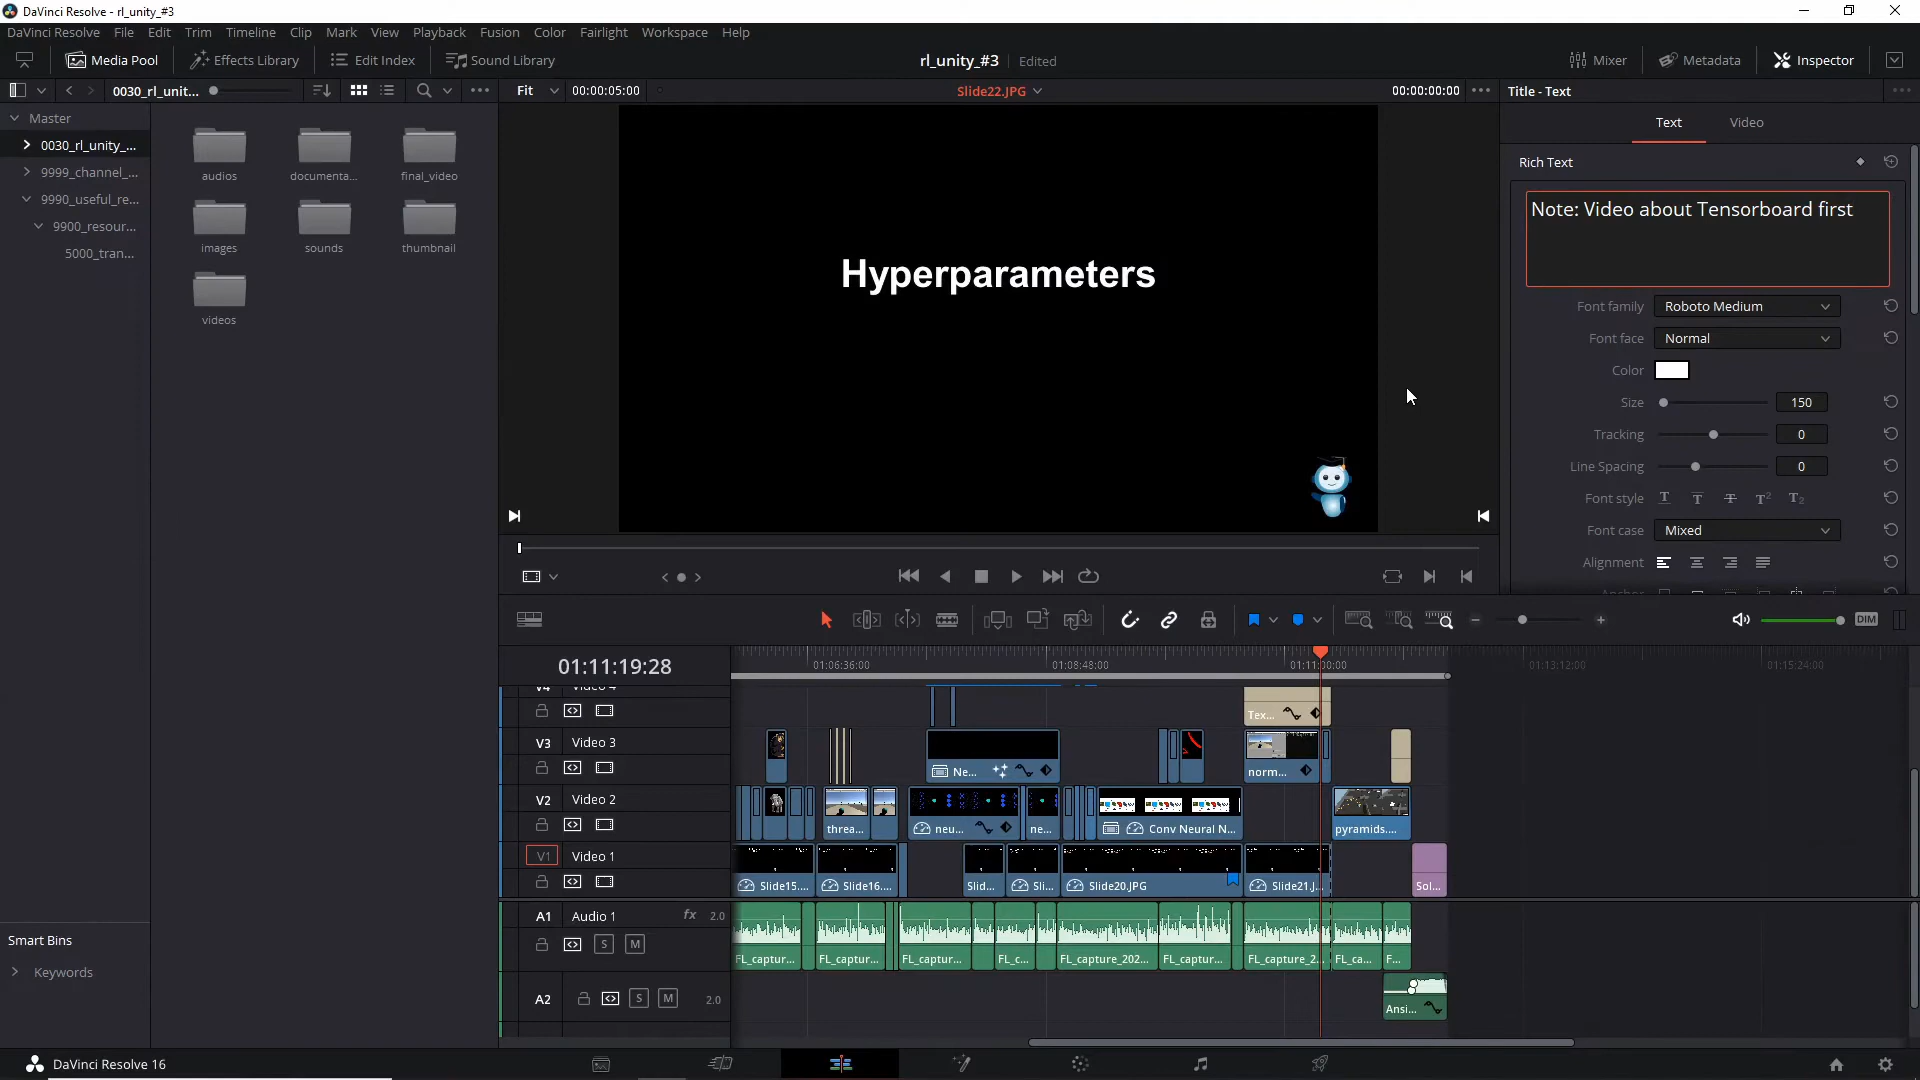 DaVinci Resolve - rl_unity_#3
DaVinci Resolve File Edit Trim Timeline Clip Mark View Playback Fusion Color Fairlight Workspace Help
Media Pool Effects Library Edit Index Sound Library rl_unity_#3 Edited Mixer Metadata Inspector
0030_rl_unit... Fit 00:00:05:00 Slide22.JPG 00:00:00:00 Title - Text
Master
0030_rl_unity_...
9999_channel_...
9990_useful_re...
9900_resour...
5000_tran...
audios documenta... final_video
images sounds thumbnail
videos
Hyperparameters
Text Video
Rich Text
Note: Video about Tensorboard first
Font family Roboto Medium
Font face Normal
Color
Size 150
Tracking 0
Line Spacing 0
Font style
Font case Mixed
Alignment
DIM
01:11:19:28
01:06:36:00 01:08:48:00 01:11:00:00 01:13:12:00 01:15:24:00
V4 Video 4
Tex...
V3 Video 3
Ne... norm...
V2 Video 2
threa... neu... ne... Conv Neural N... pyramids....
V1 Video 1
Slide15.... Slide16.... Slid... Sli... Slide20.JPG Slide21.J... Sol...
A1 Audio 1 fx 2.0
S M
FL_captur... FL_captur... FL_captur... FL_c... FL_capture_202... FL_captur... FL_capture_2... FL_ca... F...
A2 S M 2.0
Ansi...
Smart Bins
Keywords
DaVinci Resolve 16